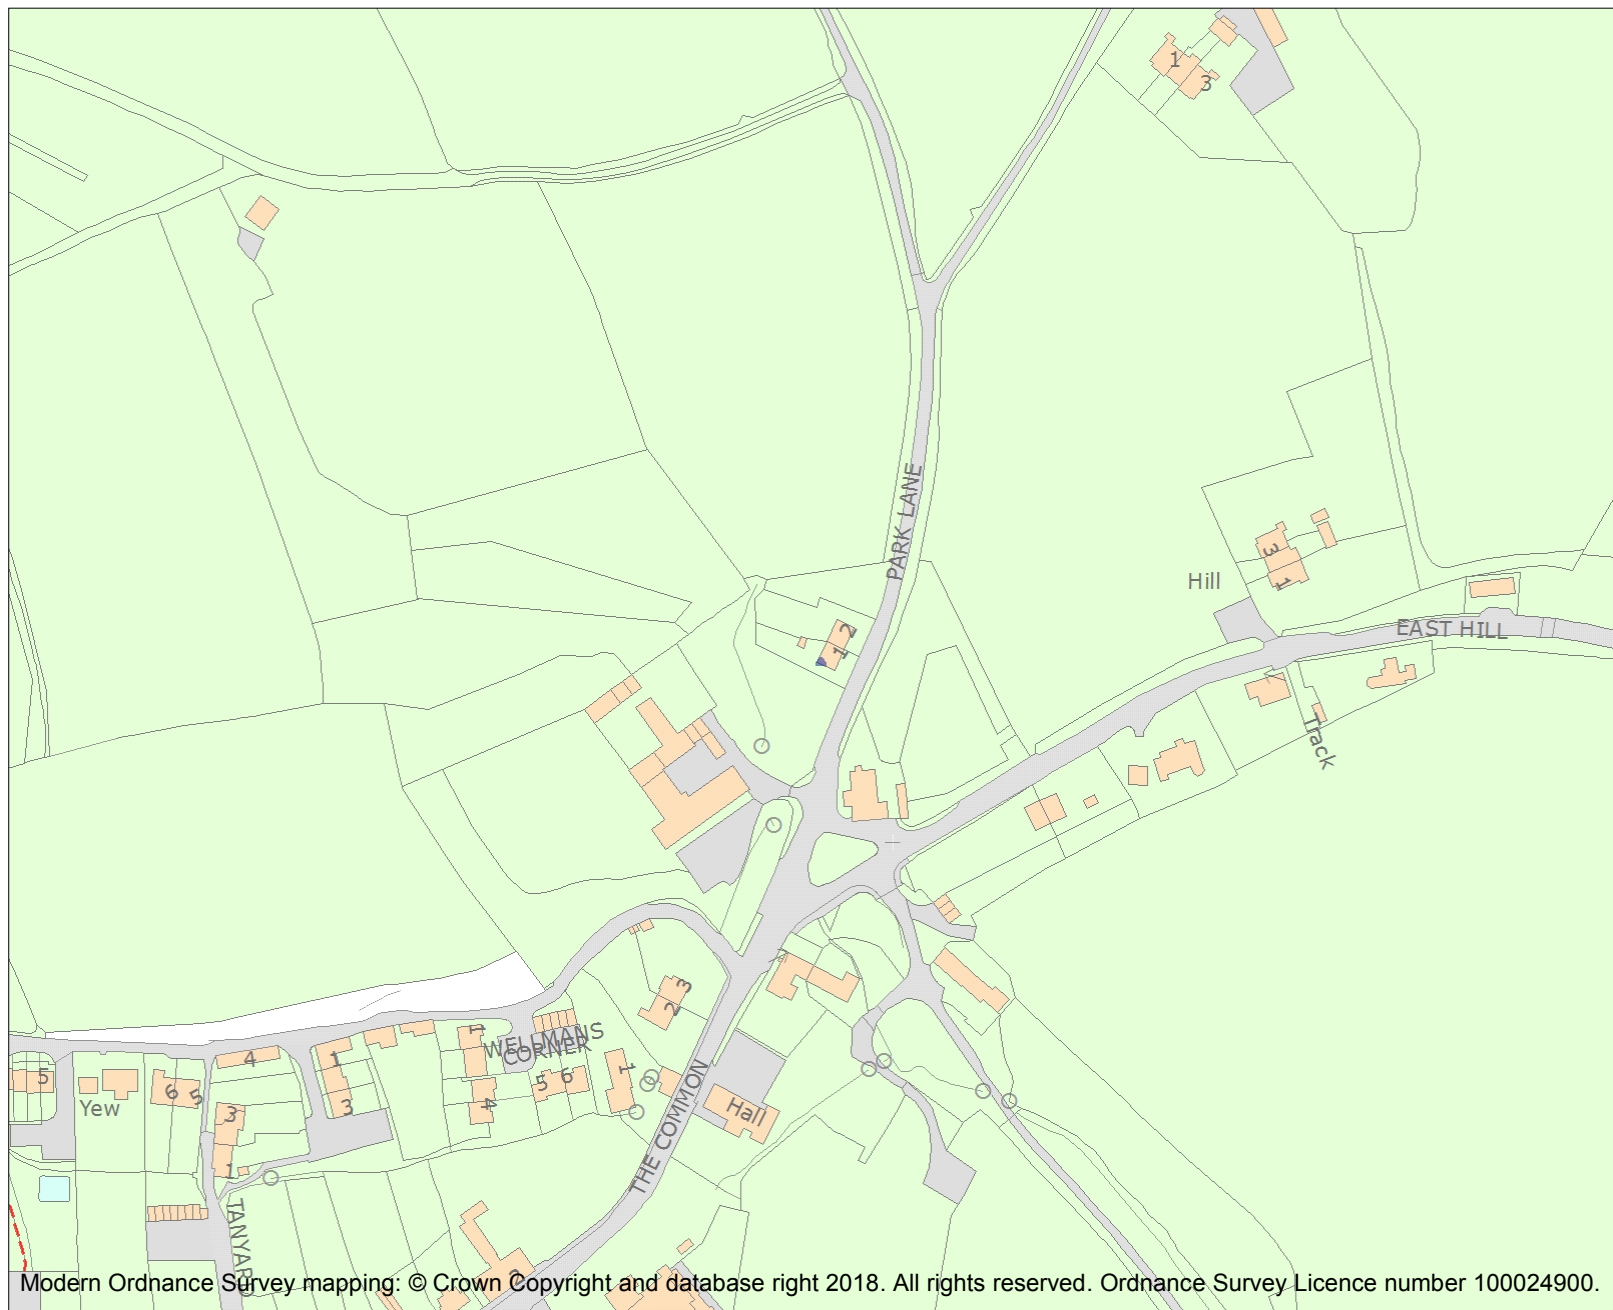 1
3
PARK LANE
2
1
3
1
Hill
EAST HILL
Track
3
2
WELLMANS
CORNER
1
4
5
6
1
THE COMMON
Hall
5
Yew
6
5
4
3
1
1
3
TANYARD
Modern Ordnance Survey mapping: © Crown Copyright and database right 2018. All rights reserved. Ordnance Survey Licence number 100024900.